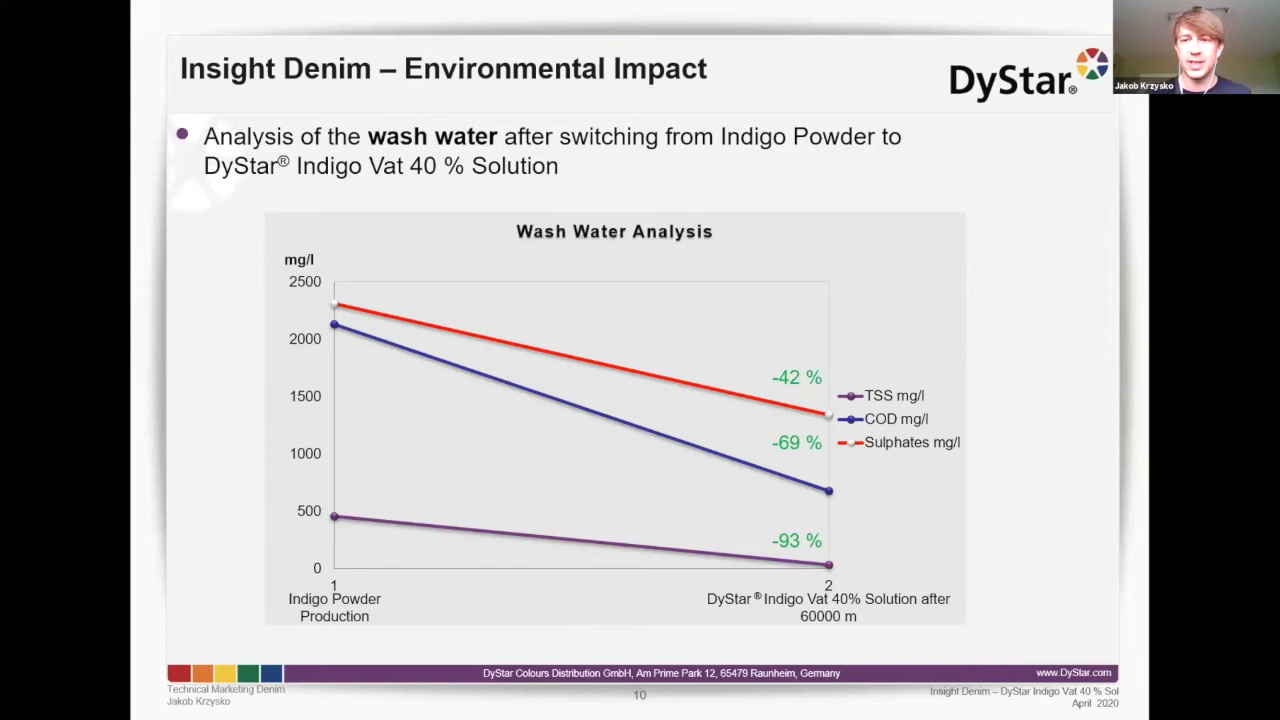 Insight Denim – Environmental Impact
DyStar®
Jakob Krzysko
Analysis of the wash water after switching from Indigo Powder to
DyStar® Indigo Vat 40 % Solution
Wash Water Analysis
mg/l
2500
2000
1500
1000
500
0
-42 %
-69 %
-93 %
TSS mg/l
COD mg/l
Sulphates mg/l
1
Indigo Powder
Production
2
DyStar ® Indigo Vat 40% Solution after
60000 m
DyStar Colours Distribution GmbH, Am Prime Park 12, 65479 Raunheim, Germany
www.DyStar.com
Technical Marketing Denim
Jakob Krzysko
10
Insight Denim – DyStar Indigo Vat 40 % Sol
April 2020